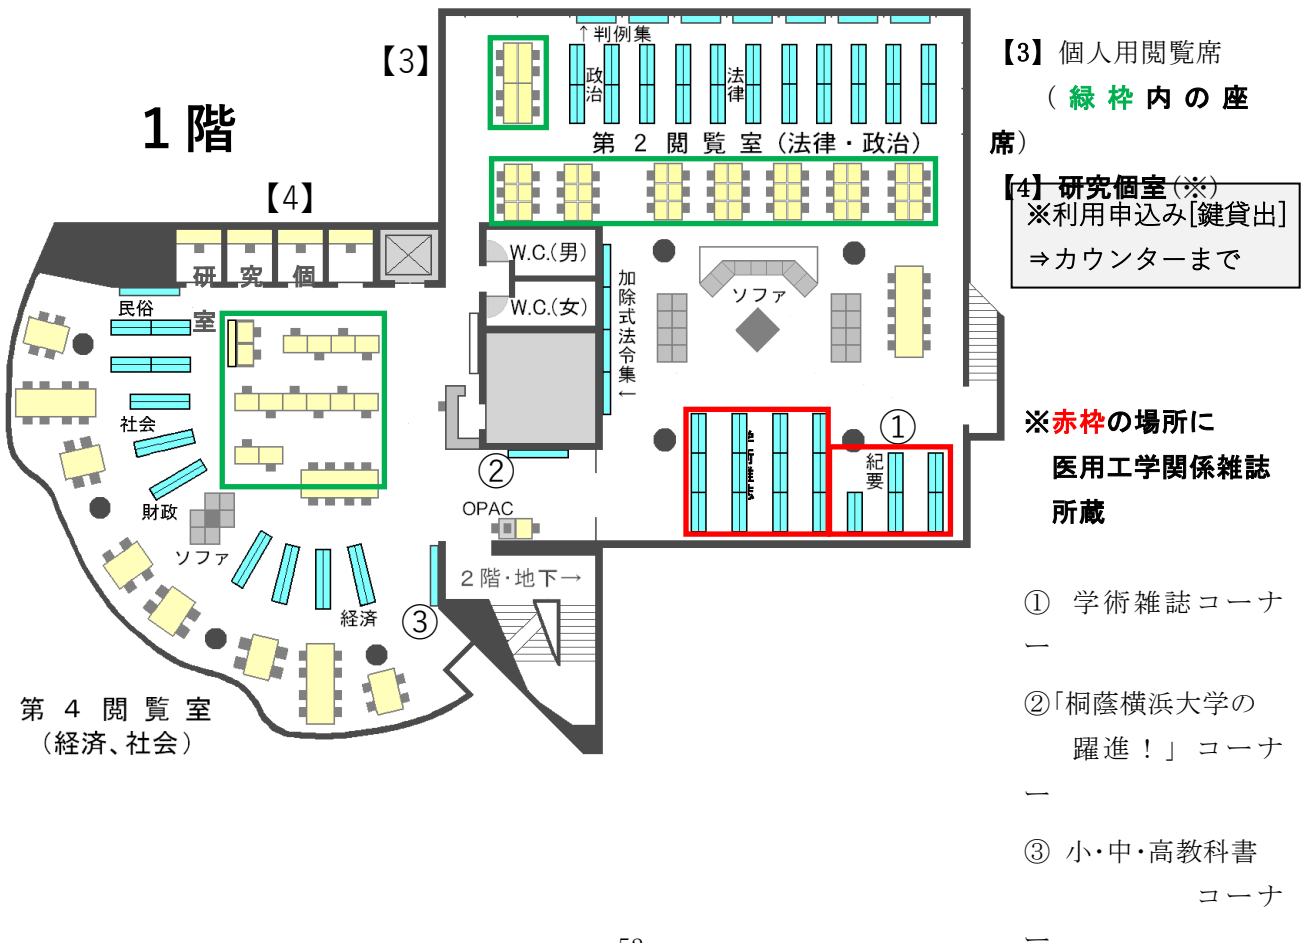 1階
【3】
【4】
↑判例集
政治
法律
第2閲覧室(法律・政治)
W.C.(男)
W.C.(女)
加除式法令集←
ソファ
研究個
室
民俗
社会
財政
ソファ
経済
第4閲覧室
(経済、社会)
①
学術雑誌
紀要
②
OPAC
2階・地下→
③
【3】個人用閲覧席
(緑枠内の座
席)
【4】研究個室(※)
※利用申込み[鍵貸出]
⇒カウンターまで
※赤枠の場所に
医用工学関係雑誌
所蔵
① 学術雑誌コーナ
ー
②「桐蔭横浜大学の
躍進!」コーナ
ー
③ 小・中・高教科書
コーナ
ー
53